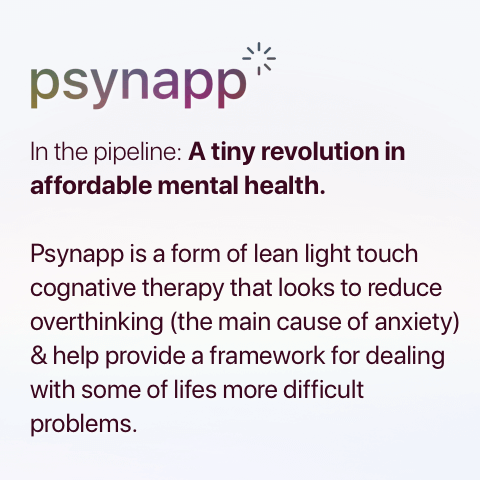 psynapp
In the pipeline: A tiny revolution in
affordable mental health.
Psynapp is a form of lean light touch
cognative therapy that looks to reduce
overthinking (the main cause of anxiety)
& help provide a framework for dealing
with some of lifes more difficult
problems.